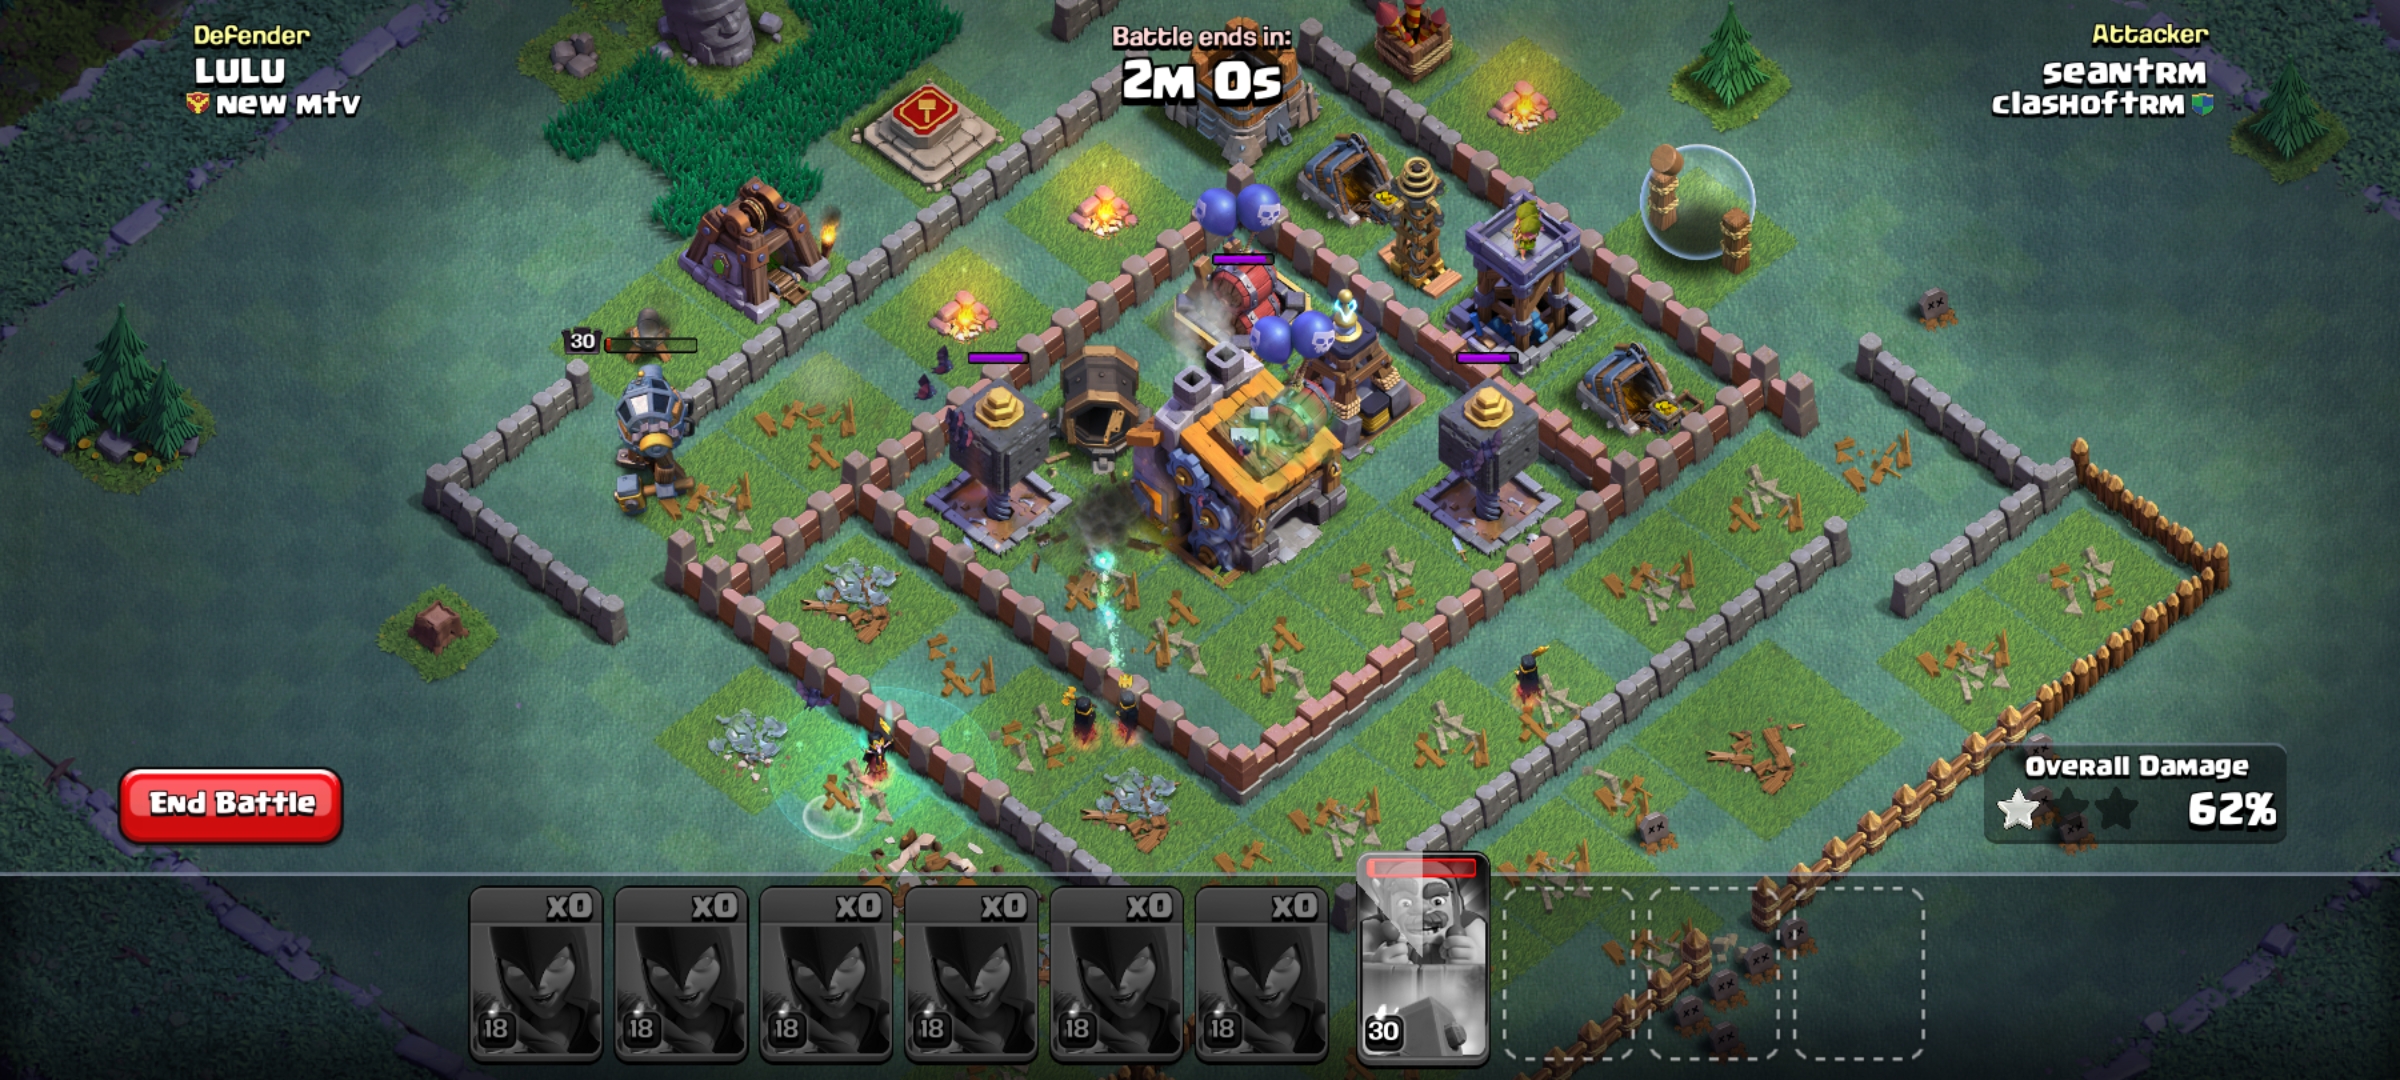 Defender
LULU
New Mtv
Battle ends in:
2M 0s
Attacker
seantRM
clashoftRM
30
End Battle
Overall Damage
62%
x0
x0
x0
x0
x0
x0
18
18
18
18
18
18
30